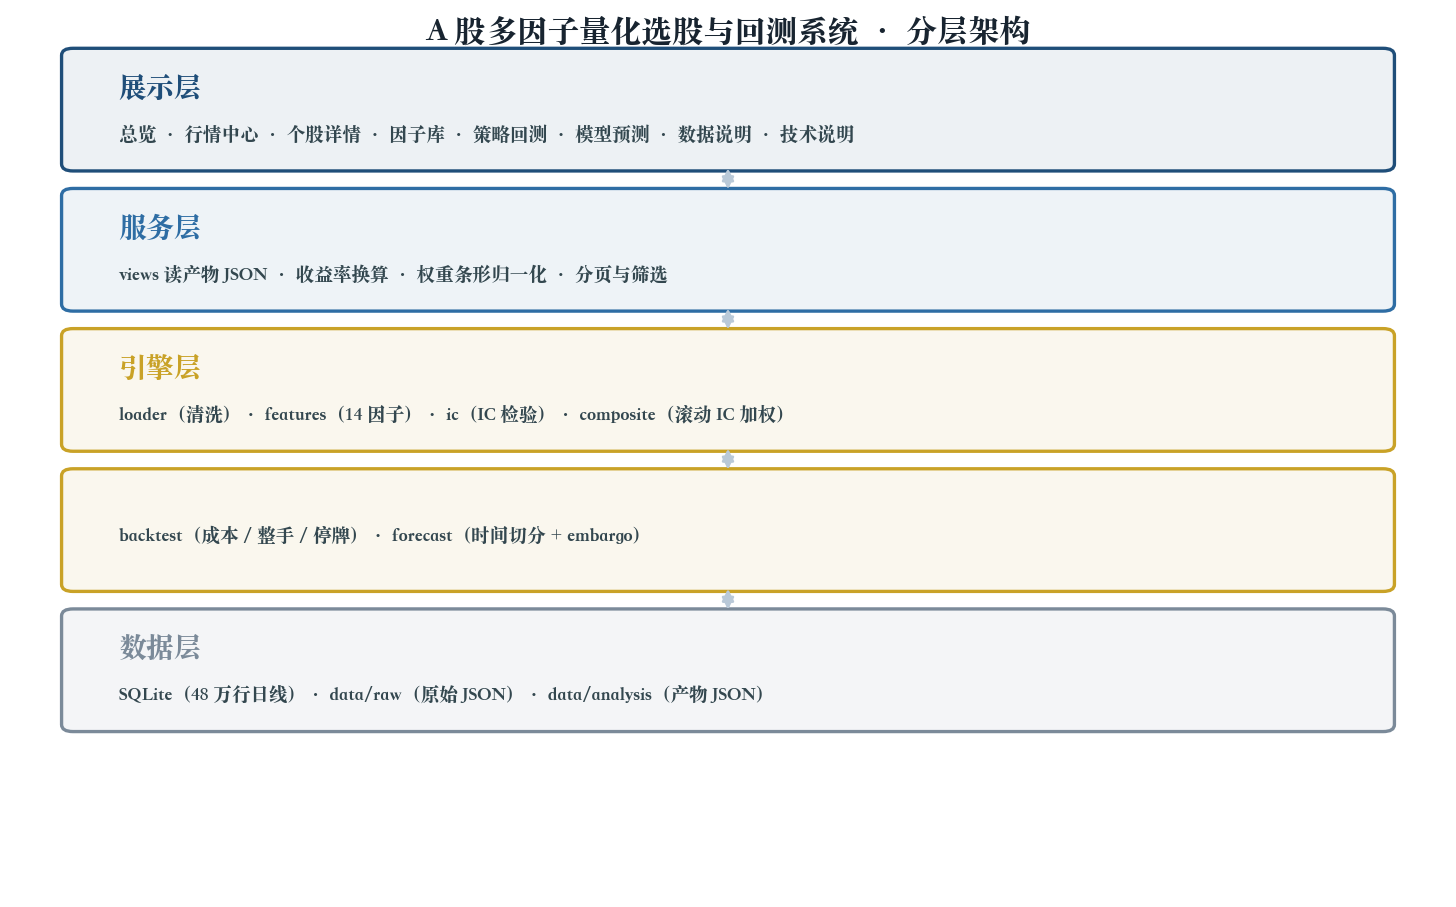 A 股多因子量化选股与回测系统 · 分层架构
展示层
总览 · 行情中心 · 个股详情 · 因子库 · 策略回测 · 模型预测 · 数据说明 · 技术说明
服务层
views 读产物 JSON · 收益率换算 · 权重条形归一化 · 分页与筛选
引擎层
loader（清洗） · features（14 因子） · ic（IC 检验） · composite（滚动 IC 加权）
backtest（成本 / 整手 / 停牌） · forecast（时间切分 + embargo）
数据层
SQLite（48 万行日线） · data/raw（原始 JSON） · data/analysis（产物 JSON）